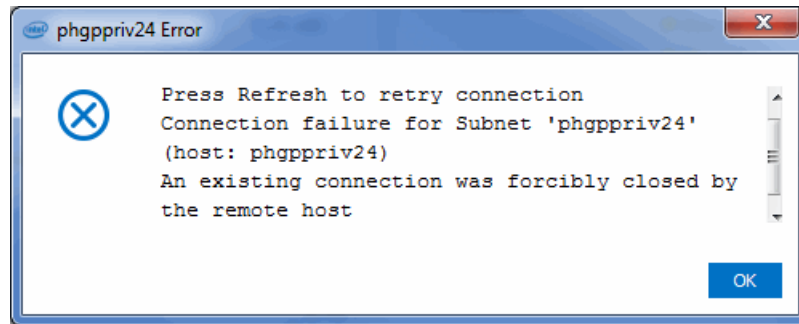 phgppriv24 Error
Press Refresh to retry connection
Connection failure for Subnet 'phgppriv24'
(host: phgppriv24)
An existing connection was forcibly closed by
the remote host
OK